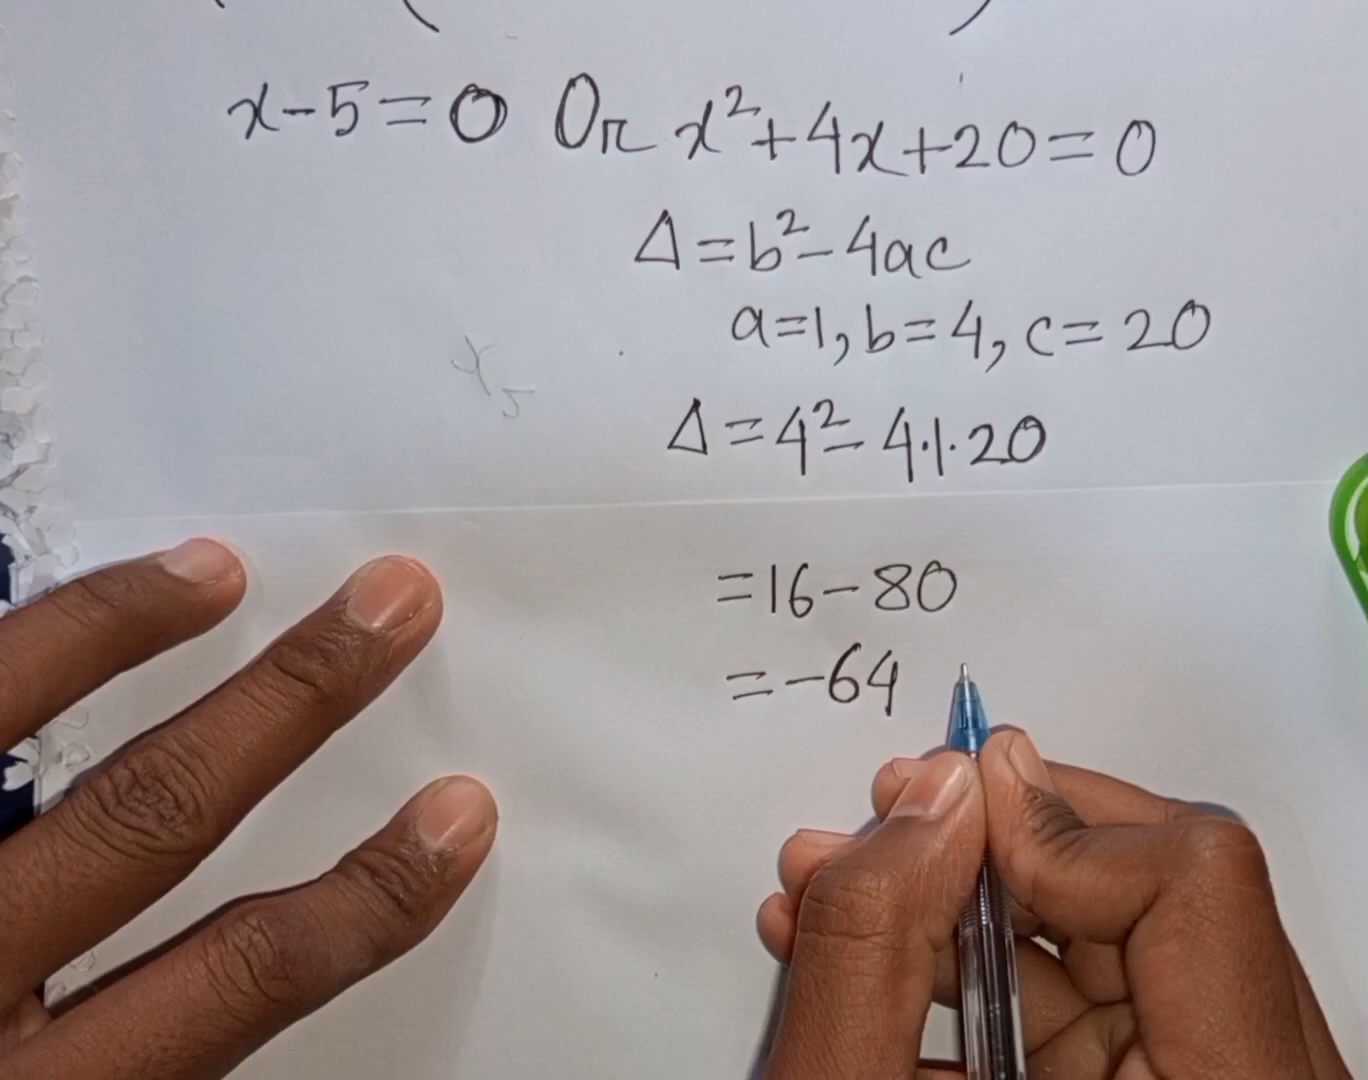 x-5=0 Or x²+4x+20=0
Δ=b²-4ac
a=1, b=4, c=20
Δ=4²-4·1·20
=16-80
=-64